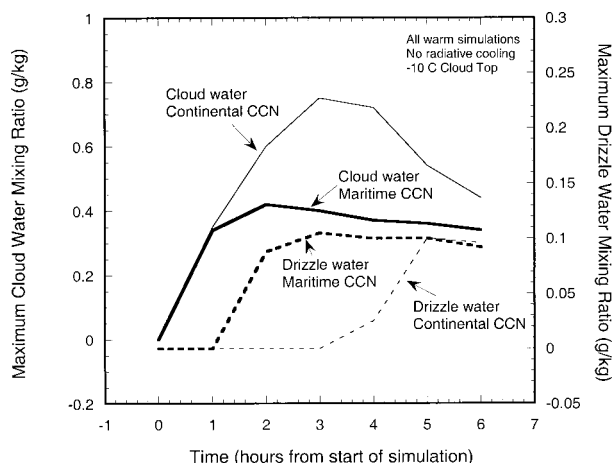 Maximum Cloud Water Mixing Ratio (g/kg)
1
0.8
0.6
0.4
0.2
0
-0.2
All warm simulations
No radiative cooling
-10 C Cloud Top
Cloud water
Continental CCN
Cloud water
Maritime CCN
Drizzle water
Maritime CCN
Drizzle water
Continental CCN
0.3
0.25
0.2
0.15
0.1
0.05
0
-0.05
Maximum Drizzle Water Mixing Ratio (g/kg)
-1 0 1 2 3 4 5 6 7
Time (hours from start of simulation)